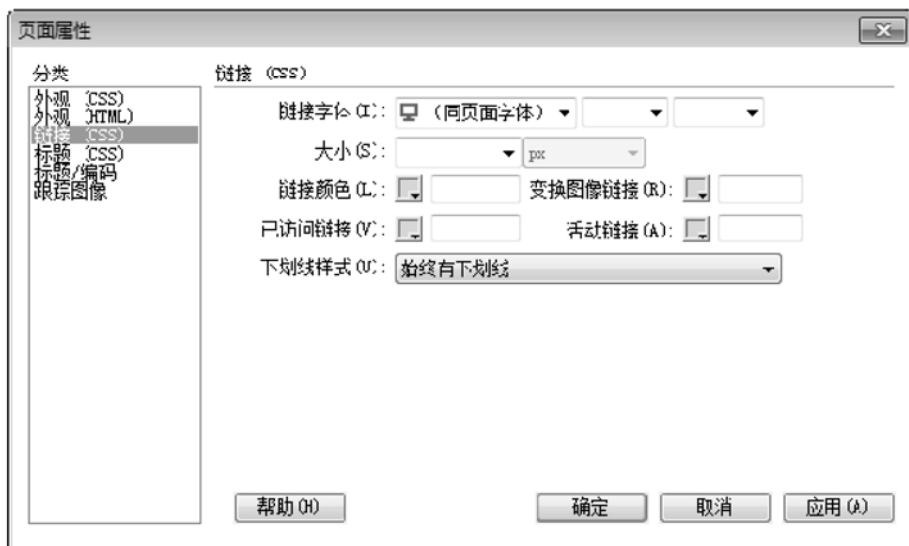 页面属性
分类
外观 (CSS)
外观 (HTML)
链接 (CSS)
标题 (CSS)
标题/编码
跟踪图像
链接 (CSS)
链接字体(I): (同页面字体)
大小(S): px
链接颜色(L): 变换图像链接(R):
已访问链接(V): 活动链接(A):
下划线样式(U): 始终有下划线
帮助(H) 确定 取消 应用(A)